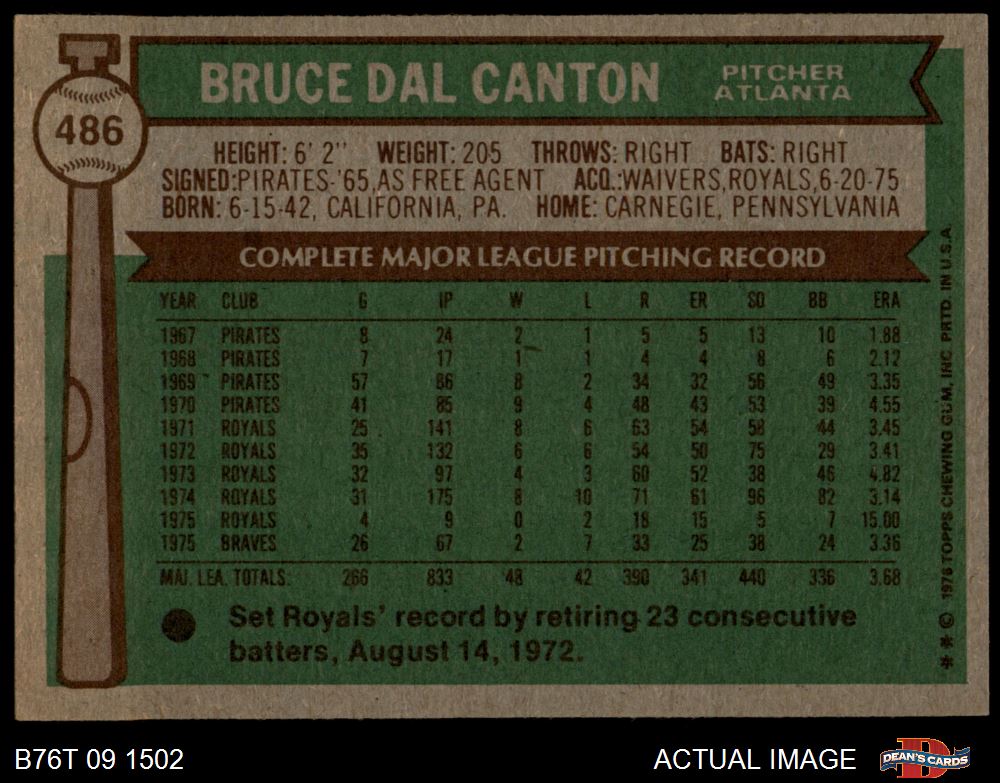 486
BRUCE DAL CANTON
PITCHER
ATLANTA
HEIGHT: 6' 2'' WEIGHT: 205 THROWS: RIGHT BATS: RIGHT
SIGNED: PIRATES-'65, AS FREE AGENT ACQ.: WAIVERS, ROYALS, 6-20-75
BORN: 6-15-42, CALIFORNIA, PA. HOME: CARNEGIE, PENNSYLVANIA
COMPLETE MAJOR LEAGUE PITCHING RECORD
YEAR CLUB G IP W L R ER SO BB ERA
1967 PIRATES 8 24 2 1 5 5 13 10 1.88
1968 PIRATES 7 17 1 1 4 4 8 6 2.12
1969 PIRATES 57 86 8 2 34 32 56 49 3.35
1970 PIRATES 41 85 9 4 48 43 53 39 4.55
1971 ROYALS 25 141 8 6 63 54 58 44 3.45
1972 ROYALS 35 132 6 6 54 50 75 29 3.41
1973 ROYALS 32 97 4 3 60 52 38 46 4.82
1974 ROYALS 31 175 8 10 71 61 96 82 3.14
1975 ROYALS 4 9 0 2 18 15 5 7 15.00
1975 BRAVES 26 67 2 7 33 25 38 24 3.36
MAJ. LEA. TOTALS: 266 833 48 42 390 341 440 336 3.68
Set Royals' record by retiring 23 consecutive
batters, August 14, 1972.
* * © 1976 TOPPS CHEWING GUM, INC. PRTD. IN U.S.A.
B76T 09 1502
ACTUAL IMAGE
DEAN'S CARDS